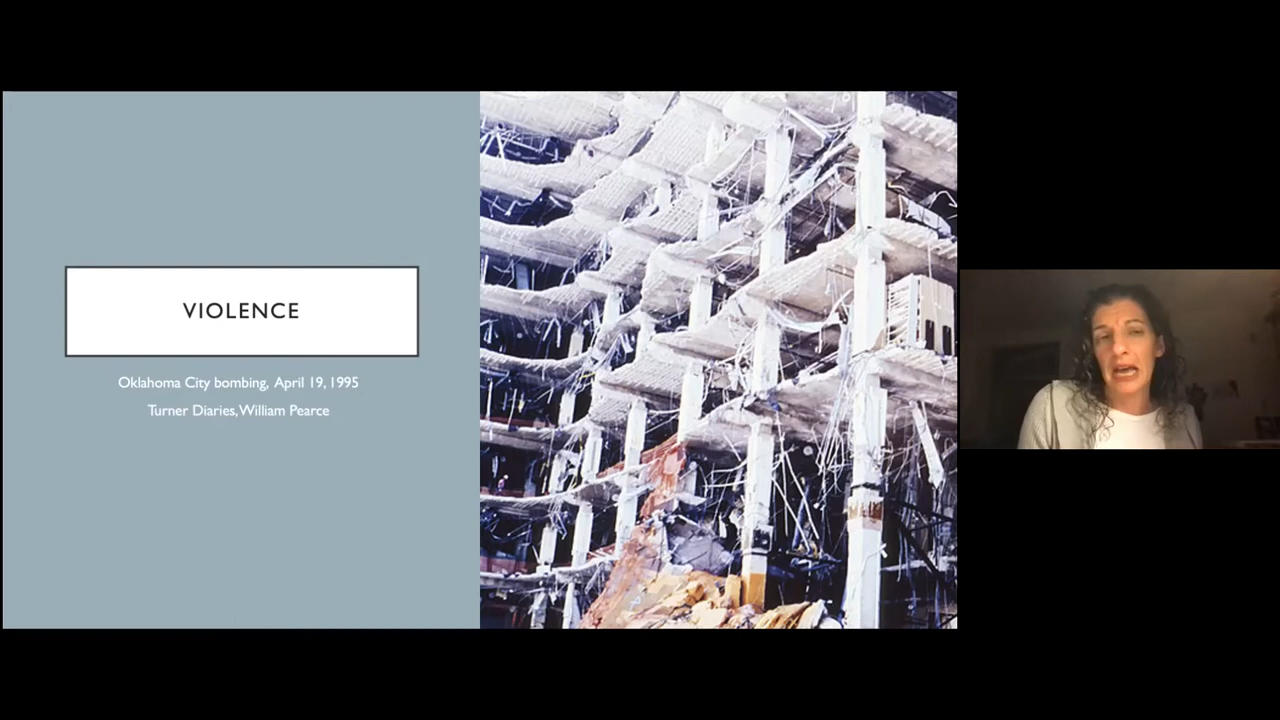 VIOLENCE
Oklahoma City bombing, April 19, 1995
Turner Diaries, William Pearce